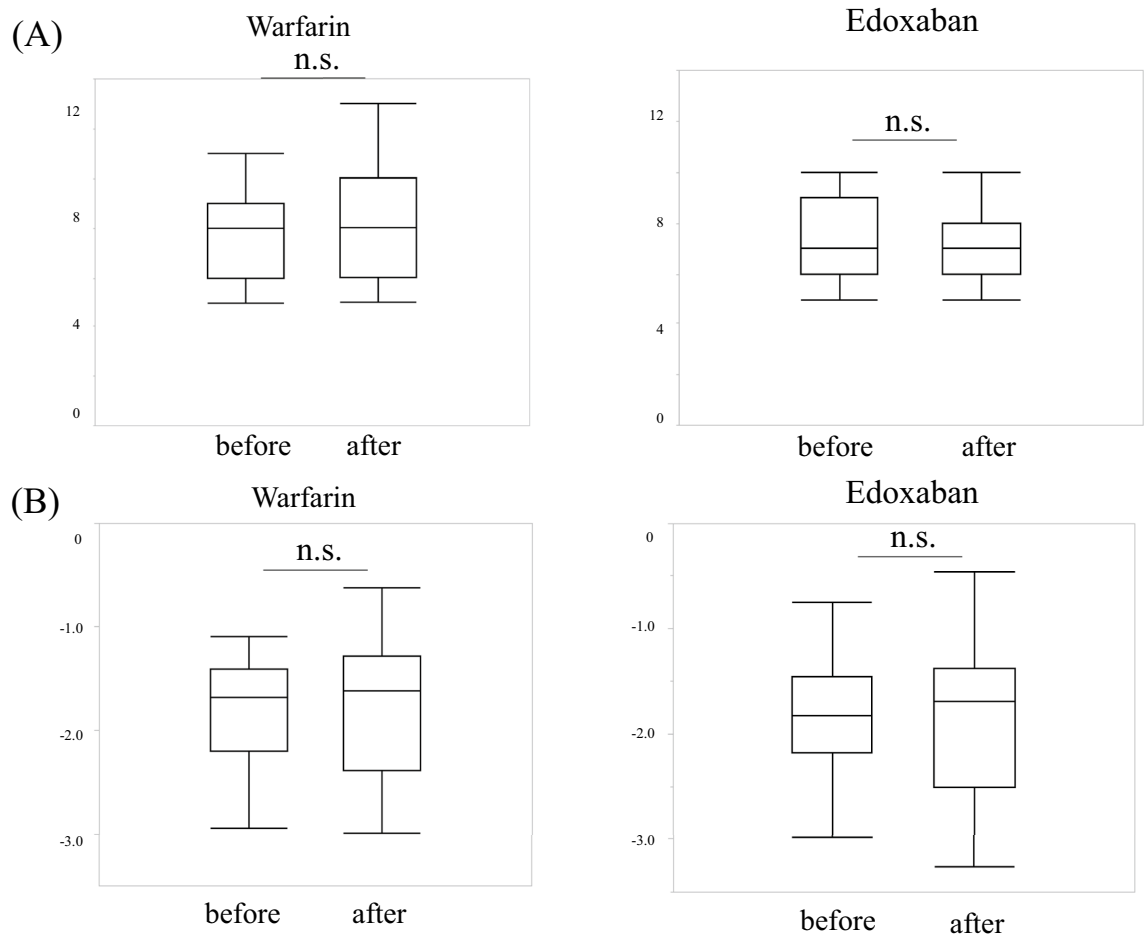 (A)
Warfarin
n.s.
12
8
4
0
before after
Edoxaban
n.s.
12
8
4
0
before after
(B)
Warfarin
n.s.
0
-1.0
-2.0
-3.0
before after
Edoxaban
n.s.
0
-1.0
-2.0
-3.0
before after